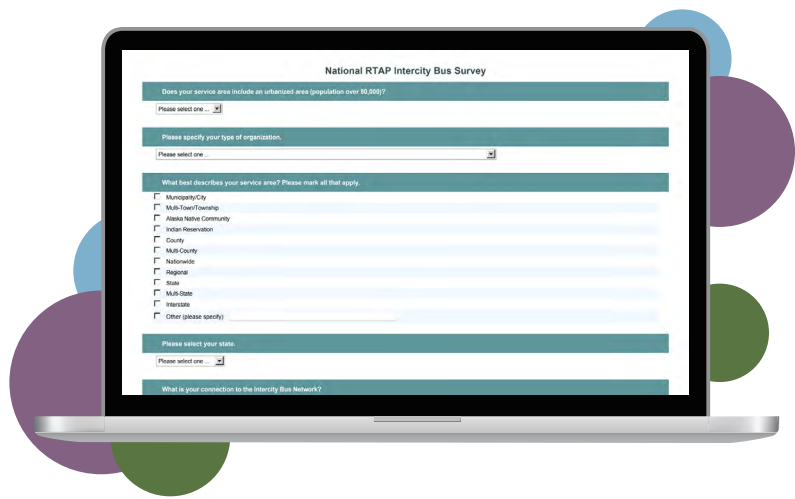 National RTAP Intercity Bus Survey
Does your service area include an urbanized area (population over 80,000)?
Please select one ...
Please specify your type of organization.
Please select one ...
What best describes your service area? Please mark all that apply.
Municipality/City
Multi-Town/Township
Alaska Native Community
Indian Reservation
County
Multi-County
Nationwide
Regional
State
Multi-State
Interstate
Other (please specify)
Please select your state.
Please select one ...
What is your connection to the Intercity Bus Network?